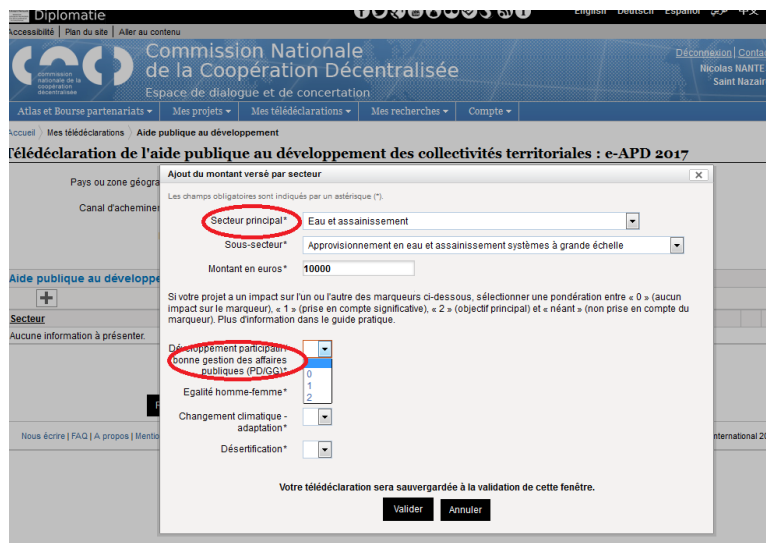 Diplomatie
English Deutsch Español عربي 中文
Accessibilité | Plan du site | Aller au contenu
commission nationale de la coopération décentralisée
Commission Nationale
de la Coopération Décentralisée
Espace de dialogue et de concertation
Déconnexion | Conta
Nicolas NANTE
Saint Nazair
Atlas et Bourse partenariats Mes projets Mes télédéclarations Mes recherches Compte
Accueil Mes télédéclarations Aide publique au développement
Télédéclaration de l'aide publique au développement des collectivités territoriales : e-APD 2017
Pays ou zone géogra
Canal d'achemine
Aide publique au développe
Secteur
Aucune information à présenter.
Nous écrire | FAQ | A propos | Mentio
nternational 20
Ajout du montant versé par secteur x
Les champs obligatoires sont indiqués par un astérisque (*).
Secteur principal* Eau et assainissement
Sous-secteur* Approvisionnement en eau et assainissement systèmes à grande échelle
Montant en euros* 10000
Si votre projet a un impact sur l'un ou l'autre des marqueurs ci-dessous, sélectionner une pondération entre « 0 » (aucun
impact sur le marqueur), « 1 » (prise en compte significative), « 2 » (objectif principal) et « néant » (non prise en compte du
marqueur). Plus d'information dans le guide pratique.
Développement participatif /
bonne gestion des affaires
publiques (PD/GG)*
0
1
2
Egalité homme-femme*
Changement climatique -
adaptation*
Désertification*
Votre télédéclaration sera sauvergardée à la validation de cette fenêtre.
Valider Annuler